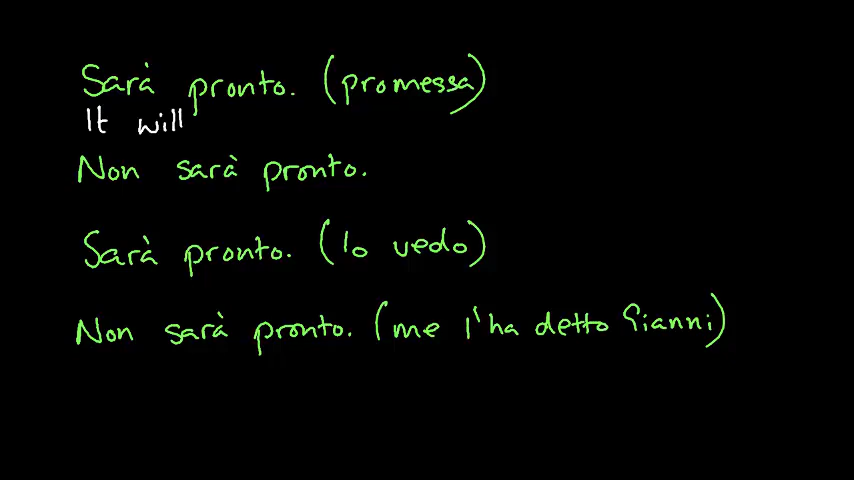 Sarà pronto. (promessa)
It will
Non sarà pronto.
Sarà pronto. (lo vedo)
Non sarà pronto. (me l'ha detto Gianni)